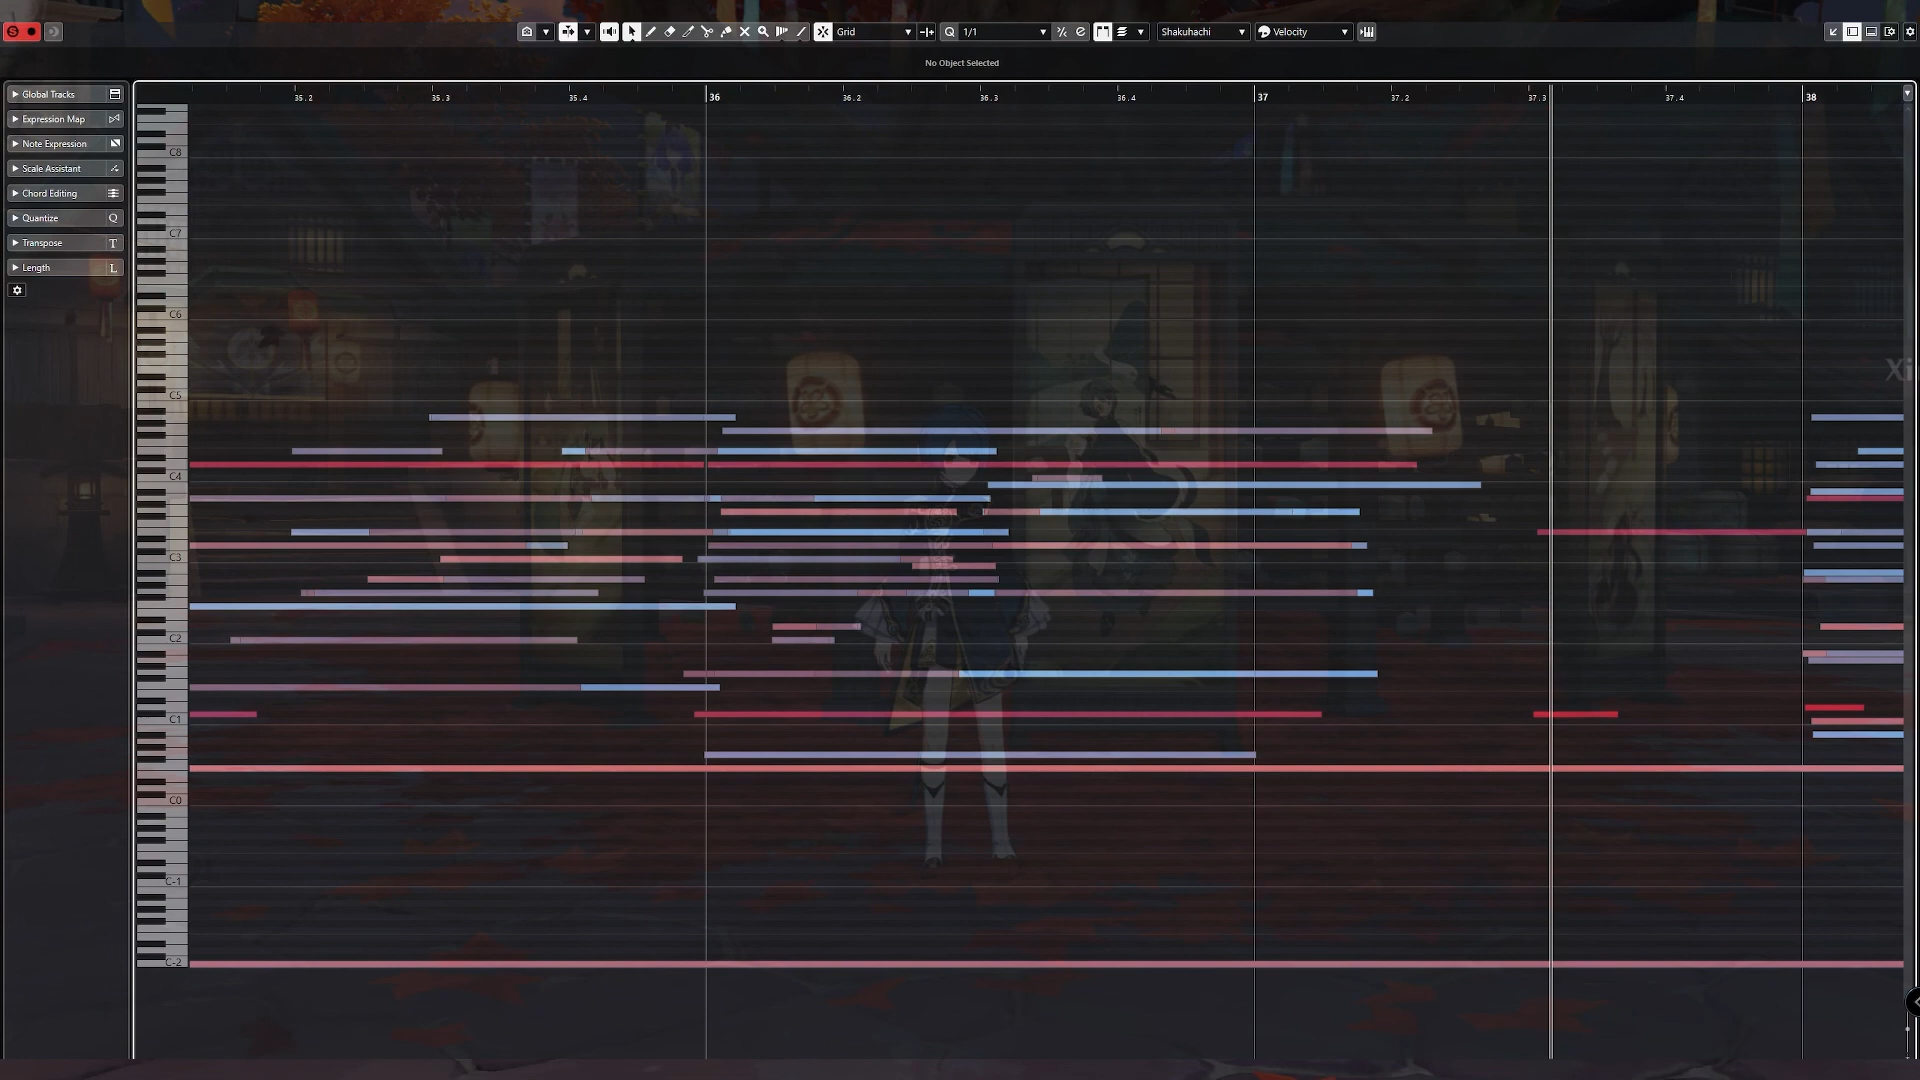 Grid
1/1
Shakuhachi
Velocity
No Object Selected
Global Tracks
Expression Map
Note Expression
Scale Assistant
Chord Editing
Quantize Q
Transpose T
Length L
35.2 35.3 35.4 36 36.2 36.3 36.4 37 37.2 37.3 37.4 38
C8
C7
C6
Xi
C5
C4
C3
C2
C1
C0
C-1
C-2